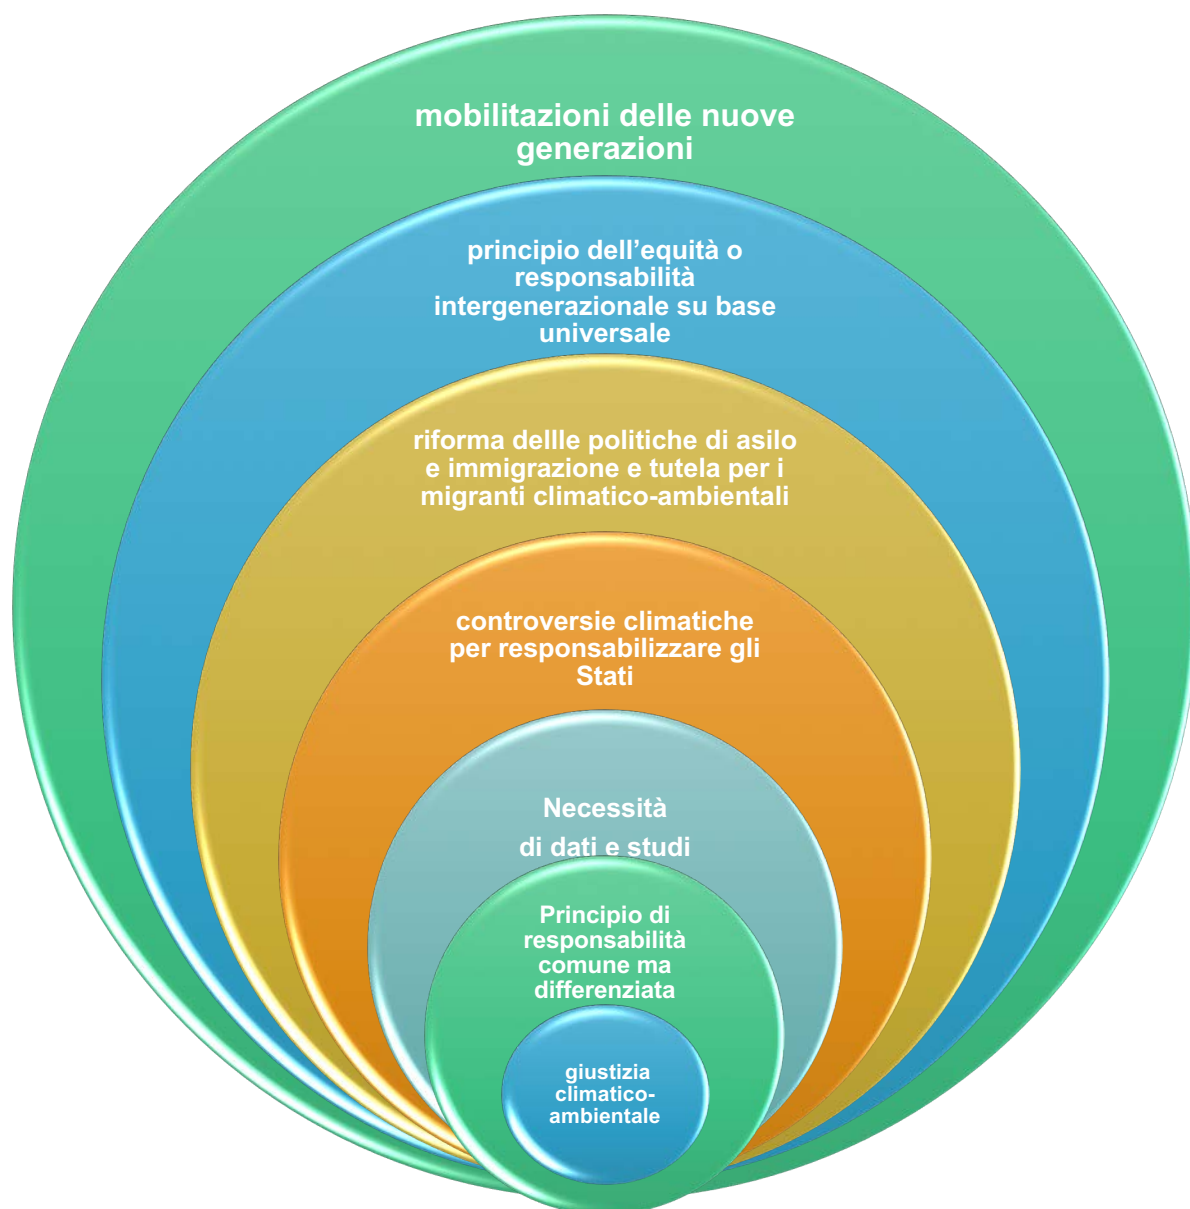 mobilitazioni delle nuove
generazioni
principio dell’equità o
responsabilità
intergenerazionale su base
universale
riforma dellle politiche di asilo
e immigrazione e tutela per i
migranti climatico-ambientali
controversie climatiche
per responsabilizzare gli
Stati
Necessità
di dati e studi
Principio di
responsabilità
comune ma
differenziata
giustizia
climatico-
ambientale